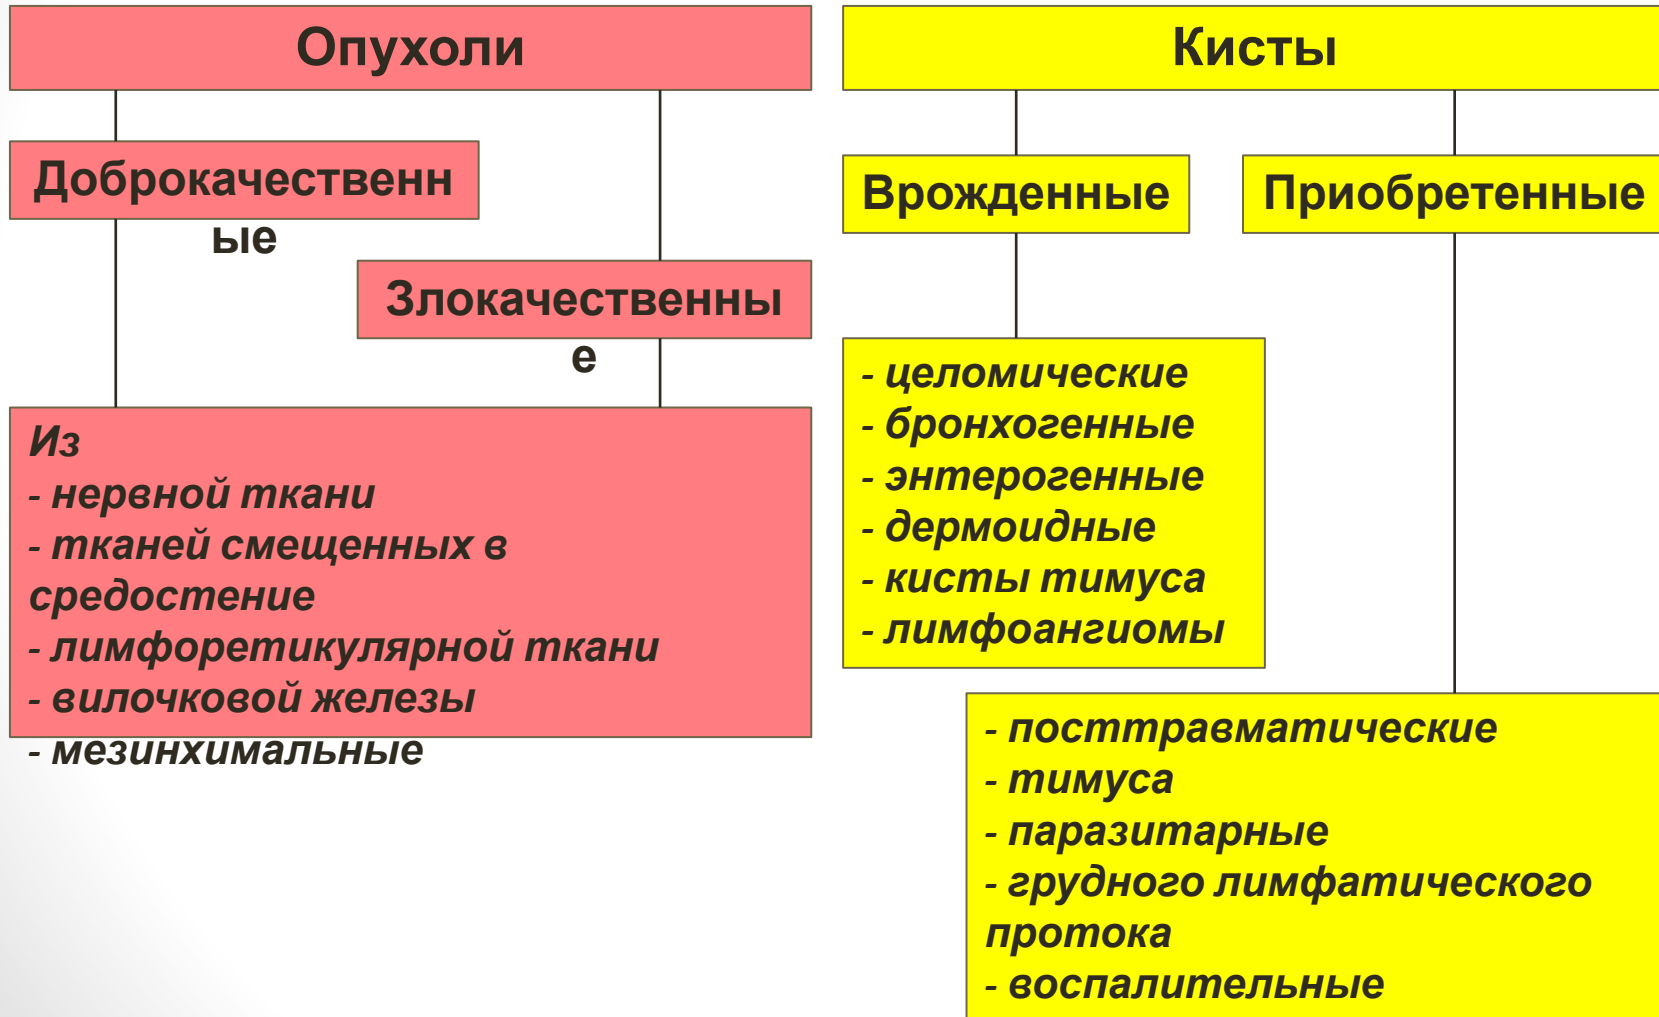 Опухоли
Доброкачественн
ые
Злокачественны
е
Из
- нервной ткани
- тканей смещенных в
средостение
- лимфоретикулярной ткани
- вилочковой железы
- мезинхимальные
Кисты
Врожденные
Приобретенные
- целомические
- бронхогенные
- энтерогенные
- дермоидные
- кисты тимуса
- лимфоангиомы
- посттравматические
- тимуса
- паразитарные
- грудного лимфатического
протока
- воспалительные